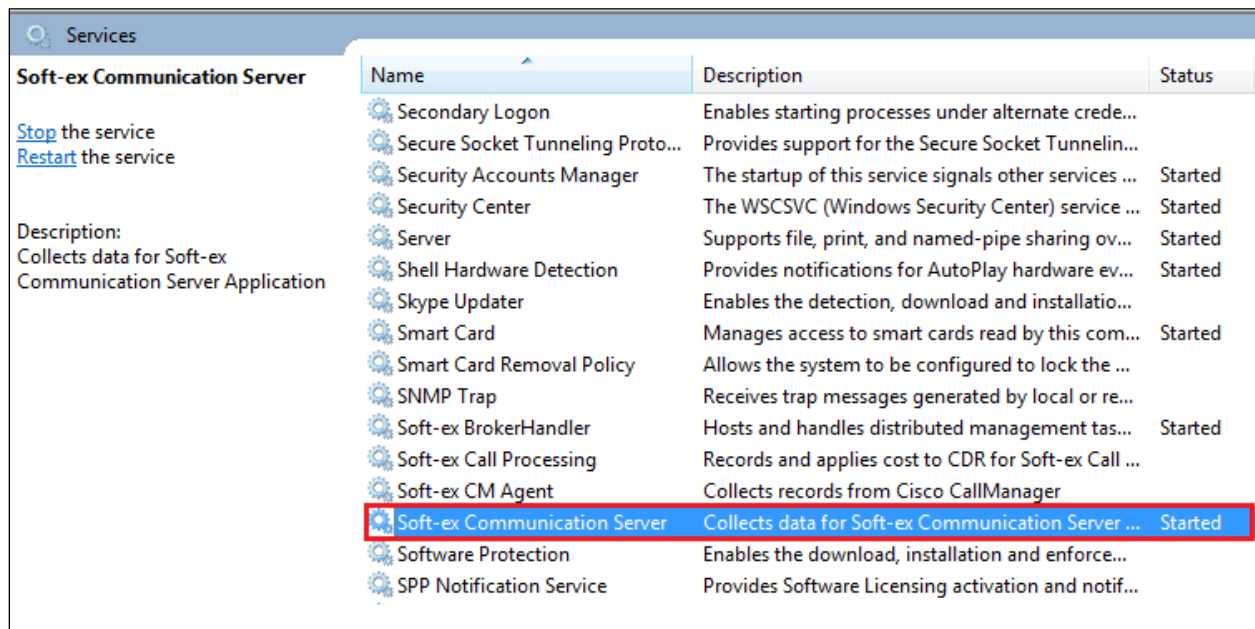 Services
Soft-ex Communication Server
Stop the service
Restart the service
Description:
Collects data for Soft-ex
Communication Server Application
Name Description Status
Secondary Logon Enables starting processes under alternate crede...
Secure Socket Tunneling Proto... Provides support for the Secure Socket Tunnelin...
Security Accounts Manager The startup of this service signals other services ... Started
Security Center The WSCSVC (Windows Security Center) service ... Started
Server Supports file, print, and named-pipe sharing ov... Started
Shell Hardware Detection Provides notifications for AutoPlay hardware ev... Started
Skype Updater Enables the detection, download and installatio...
Smart Card Manages access to smart cards read by this com... Started
Smart Card Removal Policy Allows the system to be configured to lock the ...
SNMP Trap Receives trap messages generated by local or re...
Soft-ex BrokerHandler Hosts and handles distributed management tas... Started
Soft-ex Call Processing Records and applies cost to CDR for Soft-ex Call ...
Soft-ex CM Agent Collects records from Cisco CallManager
Soft-ex Communication Server Collects data for Soft-ex Communication Server ... Started
Software Protection Enables the download, installation and enforce...
SPP Notification Service Provides Software Licensing activation and notif...